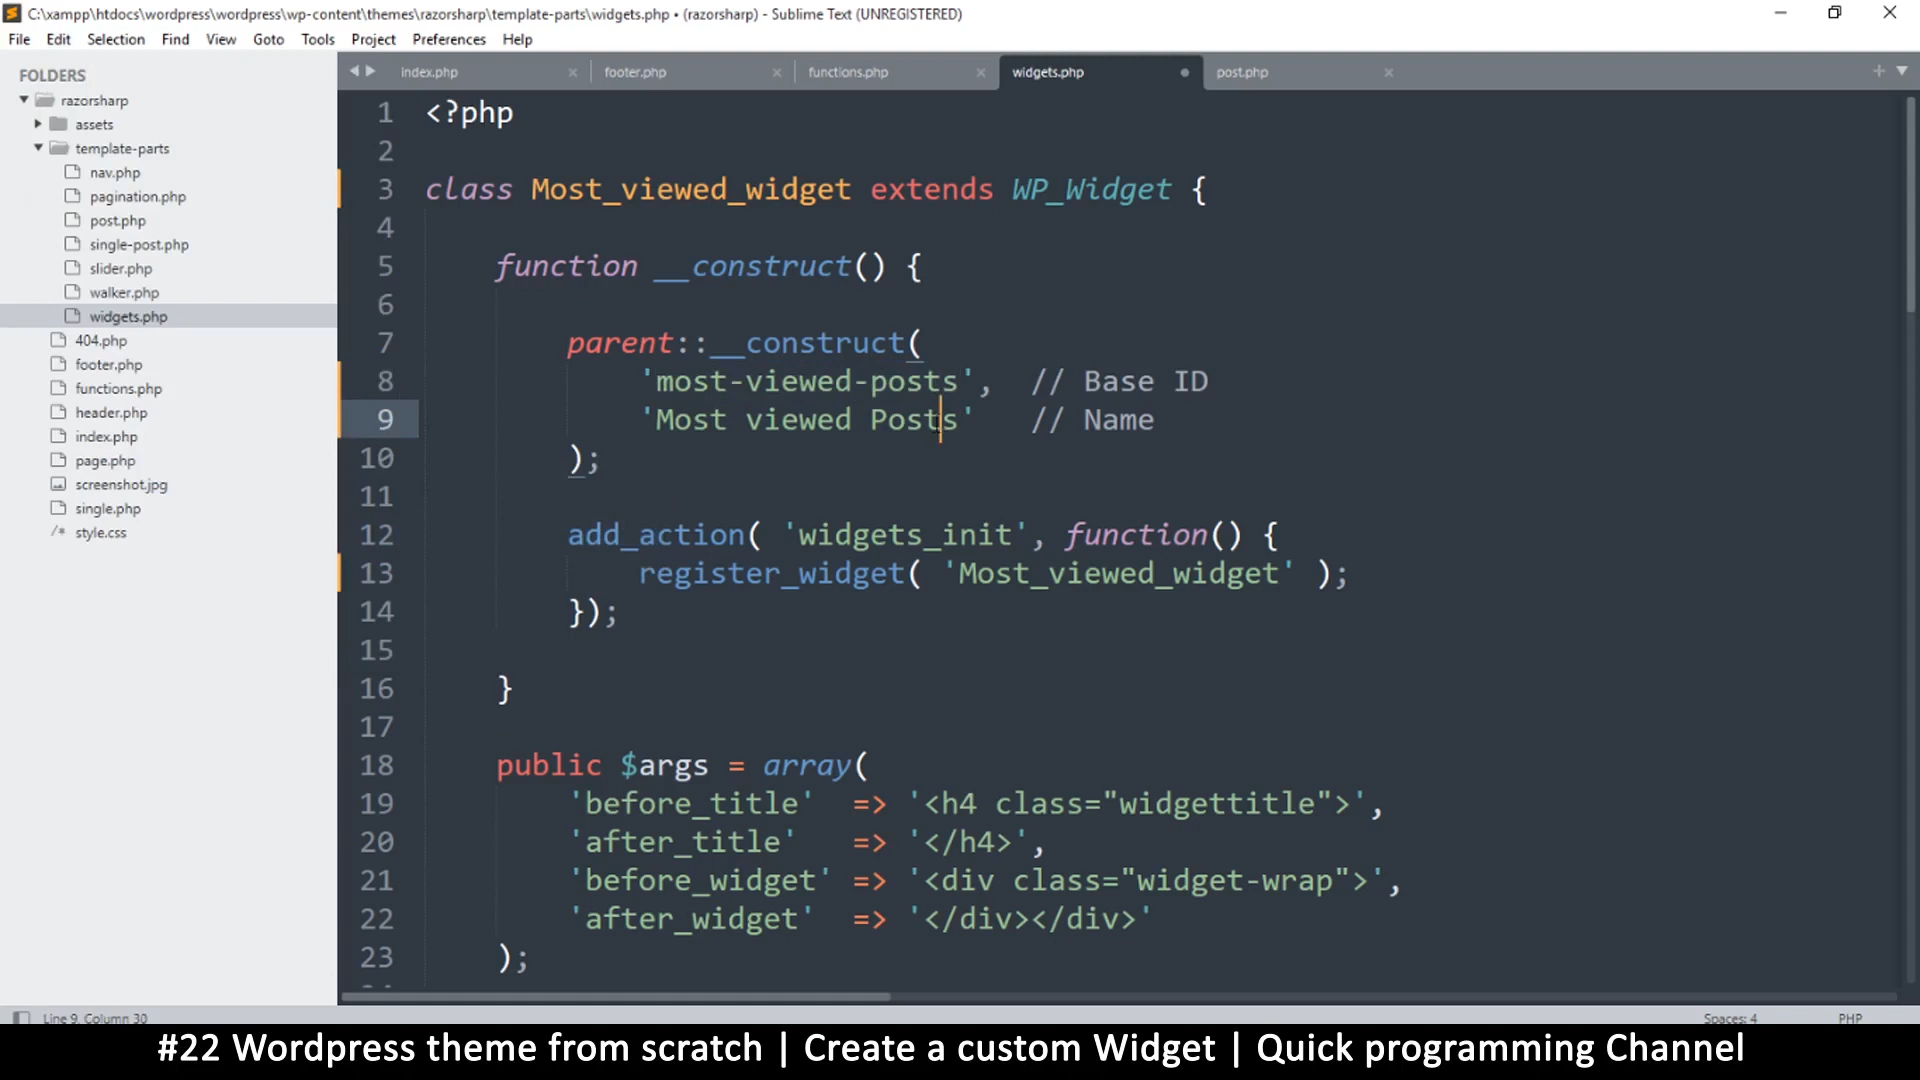 C:\xampp\htdocs\wordpress\wordpress\wp-content\themes\razorsharp\template-parts\widgets.php • (razorsharp) - Sublime Text (UNREGISTERED)
File Edit Selection Find View Goto Tools Project Preferences Help
FOLDERS
razorsharp
assets
template-parts
nav.php
pagination.php
post.php
single-post.php
slider.php
walker.php
widgets.php
404.php
footer.php
functions.php
header.php
index.php
page.php
screenshot.jpg
single.php
/* style.css
index.php footer.php functions.php widgets.php post.php
1 <?php
2
3 class Most_viewed_widget extends WP_Widget {
4
5 function __construct() {
6
7 parent::__construct(
8 'most-viewed-posts', // Base ID
9 'Most viewed Posts' // Name
10 );
11
12 add_action( 'widgets_init', function() {
13 register_widget( 'Most_viewed_widget' );
14 });
15
16 }
17
18 public $args = array(
19 'before_title' => '<h4 class="widgettitle">',
20 'after_title' => '</h4>',
21 'before_widget' => '<div class="widget-wrap">',
22 'after_widget' => '</div></div>'
23 );
Line 9, Column 30 Spaces: 4 PHP
#22 Wordpress theme from scratch | Create a custom Widget | Quick programming Channel